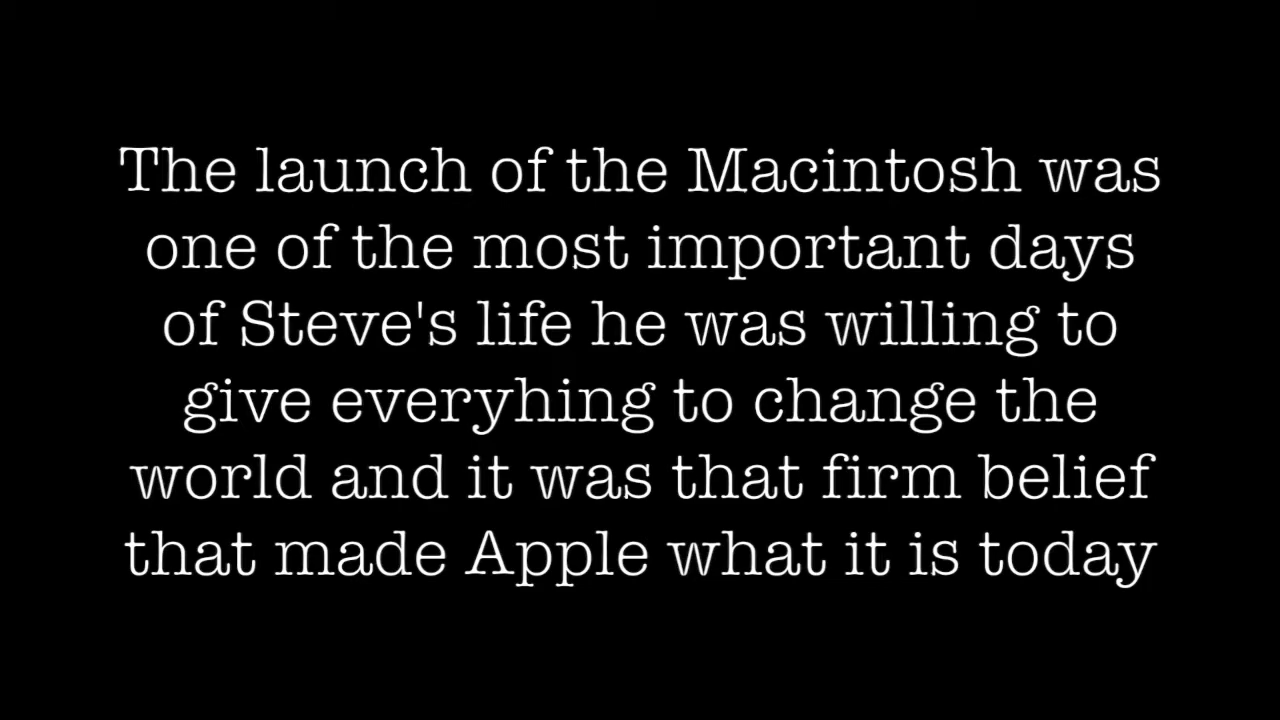 The launch of the Macintosh was
one of the most important days
of Steve's life he was willing to
give everyhing to change the
world and it was that firm belief
that made Apple what it is today